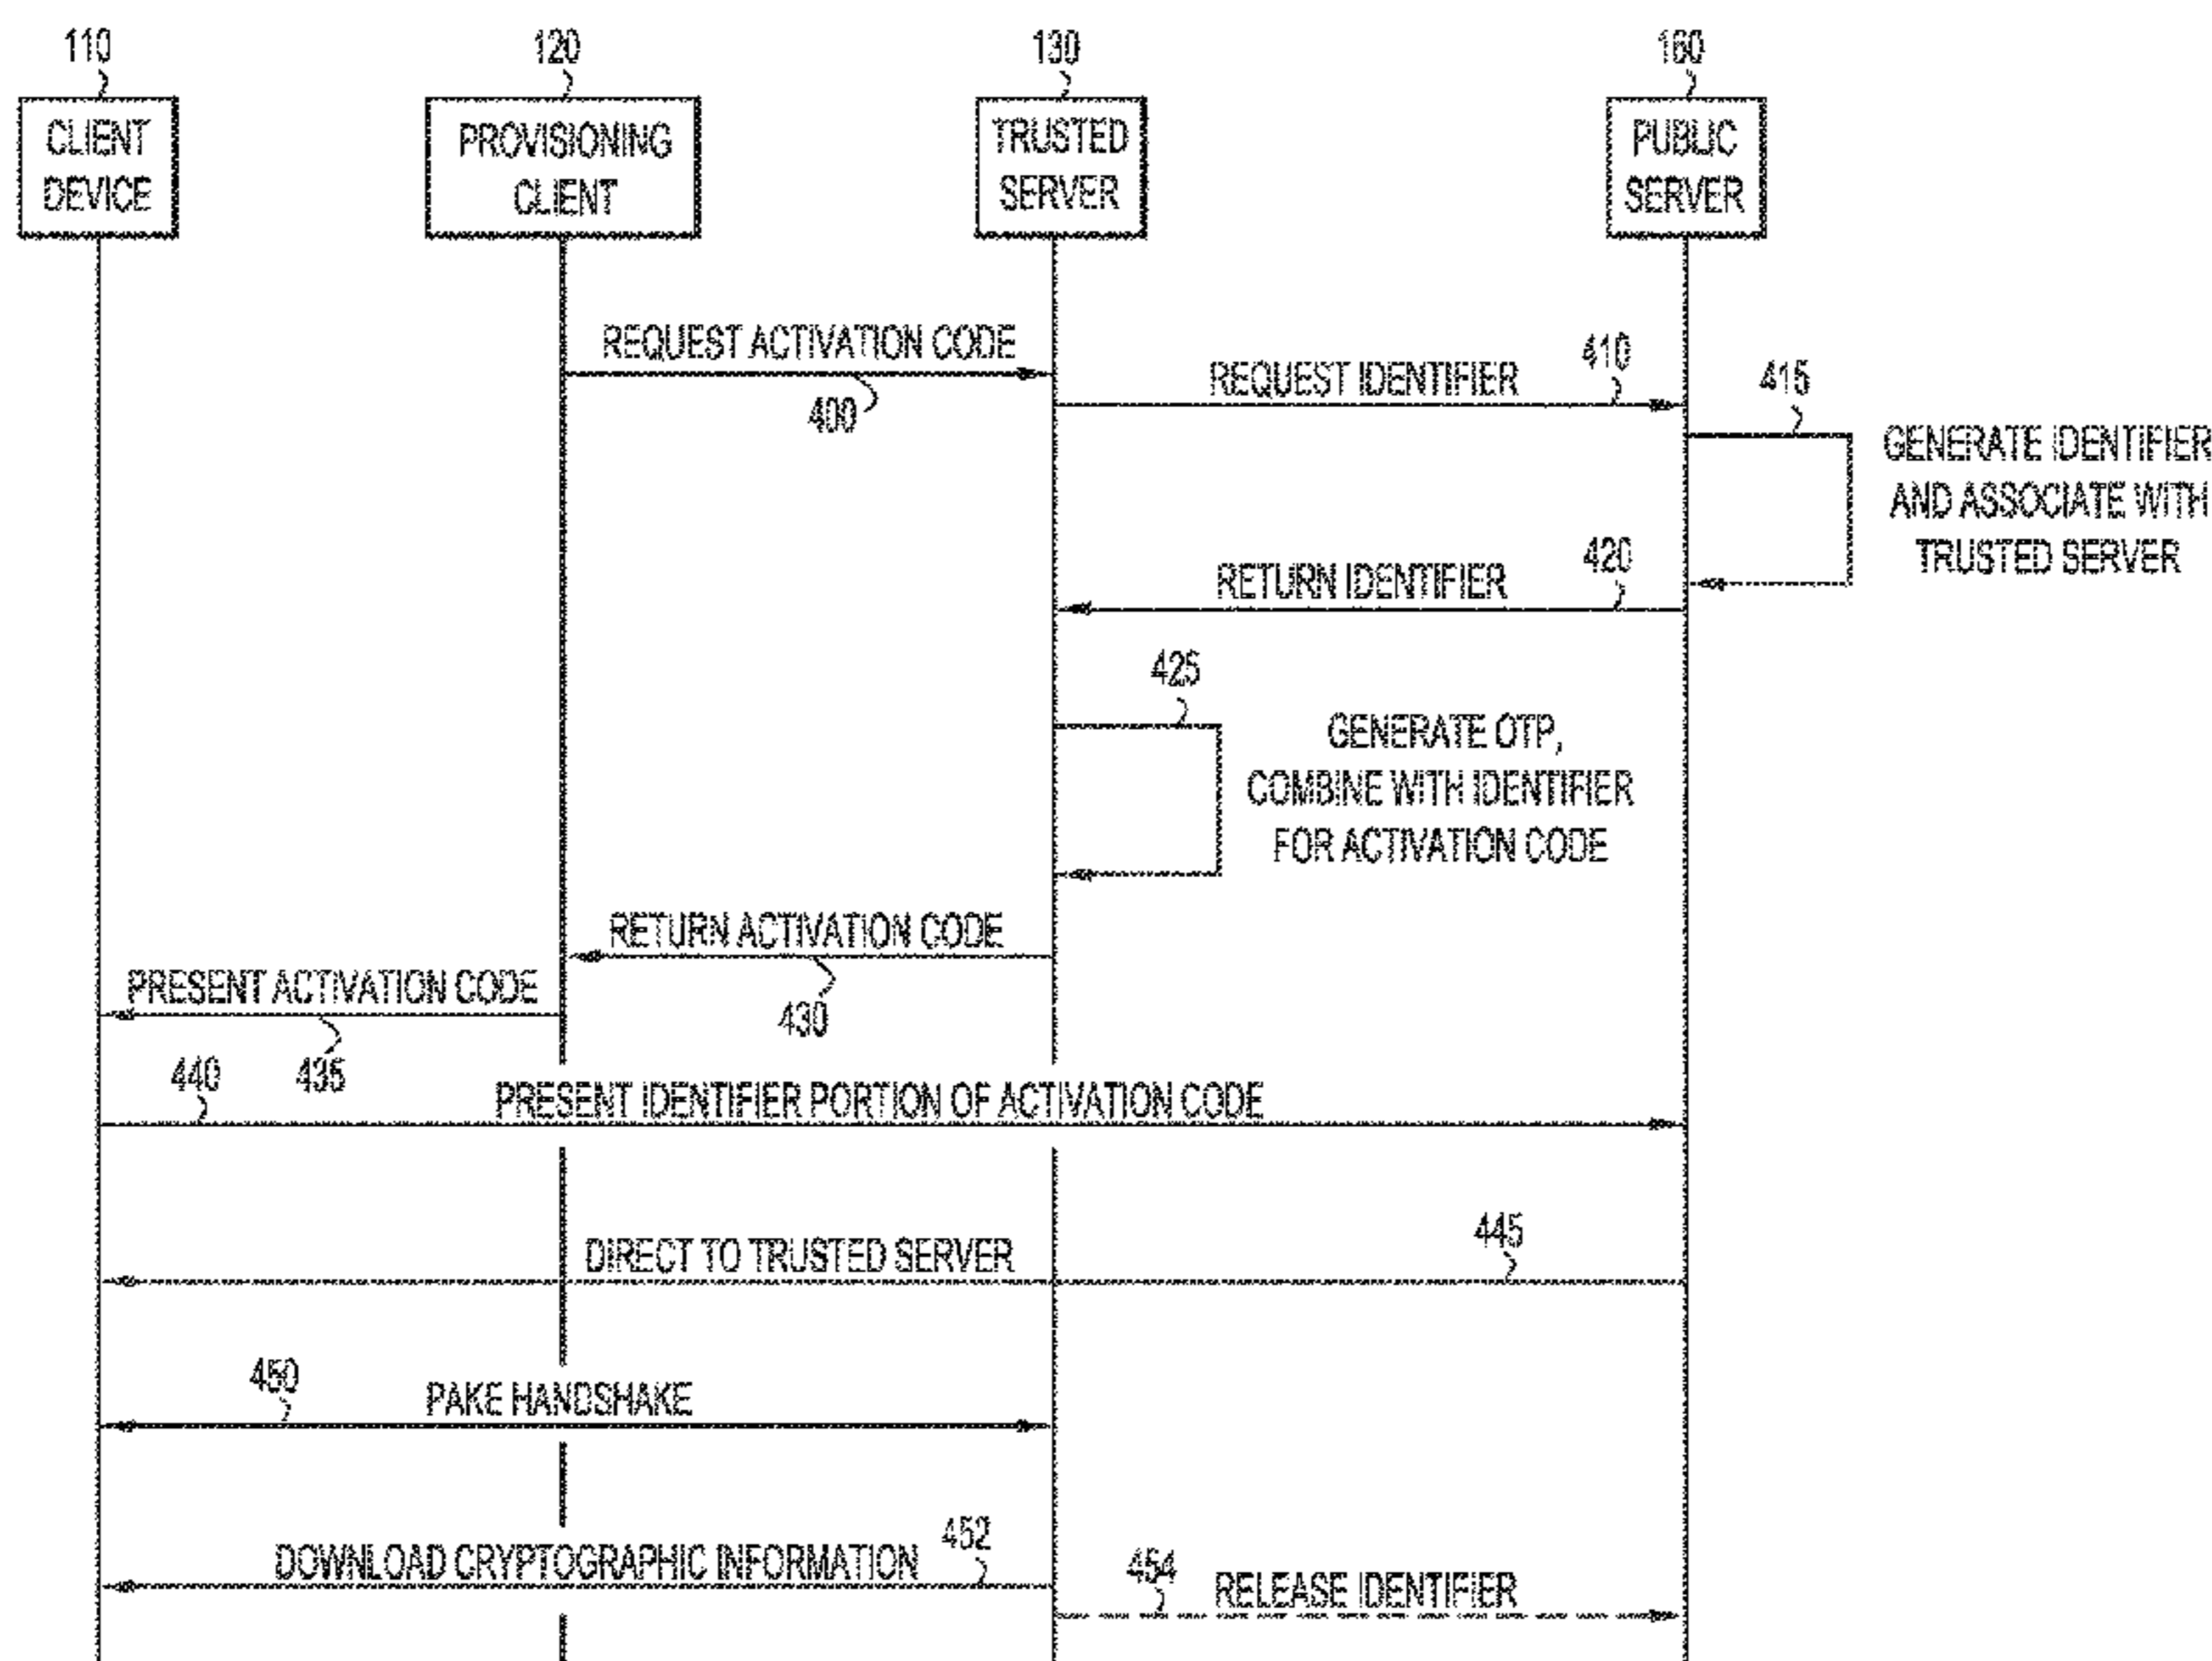 110
120
130
160
CLIENT
DEVICE
PROVISIONING
CLIENT
TRUSTED
SERVER
PUBLIC
SERVER
REQUEST ACTIVATION CODE
400
REQUEST IDENTIFIER
410
415
GENERATE IDENTIFIER
AND ASSOCIATE WITH
TRUSTED SERVER
RETURN IDENTIFIER
420
425
GENERATE OTP,
COMBINE WITH IDENTIFIER
FOR ACTIVATION CODE
RETURN ACTIVATION CODE
430
PRESENT ACTIVATION CODE
435
440
PRESENT IDENTIFIER PORTION OF ACTIVATION CODE
445
DIRECT TO TRUSTED SERVER
450
PAKE HANDSHAKE
452
DOWNLOAD CRYPTOGRAPHIC INFORMATION
454
RELEASE IDENTIFIER